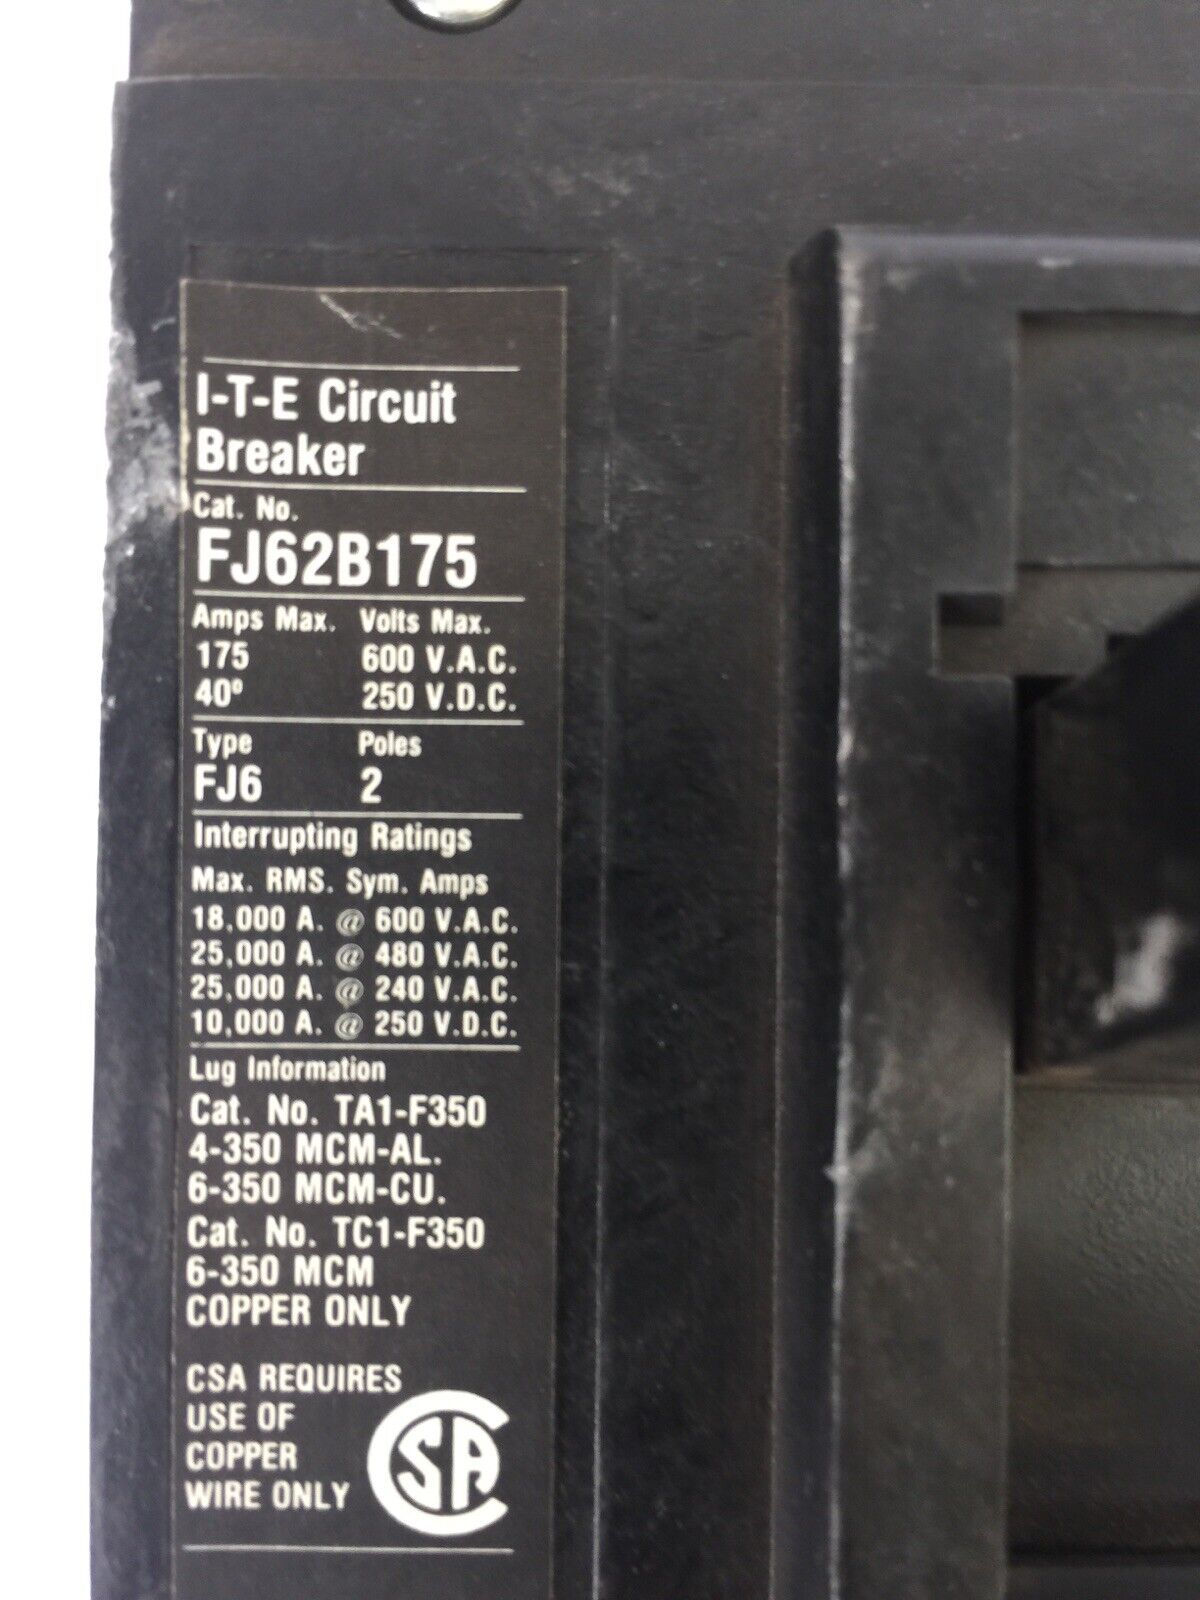 I-T-E Circuit
Breaker
Cat. No.
FJ62B175
Amps Max. Volts Max.
175 600 V.A.C.
40° 250 V.D.C.
Type Poles
FJ6 2
Interrupting Ratings
Max. RMS. Sym. Amps
18,000 A. @ 600 V.A.C.
25,000 A. @ 480 V.A.C.
25,000 A. @ 240 V.A.C.
10,000 A. @ 250 V.D.C.
Lug Information
Cat. No. TA1-F350
4-350 MCM-AL.
6-350 MCM-CU.
Cat. No. TC1-F350
6-350 MCM
COPPER ONLY
CSA REQUIRES
USE OF
COPPER
WIRE ONLY
CSA